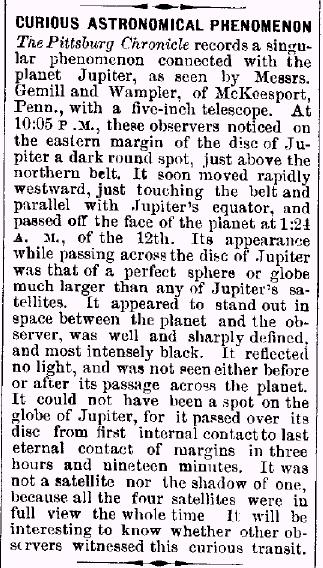 CURIOUS ASTRONOMICAL PHENOMENON
The Pittsburg Chronicle records a singu-
lar phenomenon connected with the
planet Jupiter, as seen by Messrs.
Gemill and Wampler, of McKeesport,
Penn., with a five-inch telescope. At
10:05 P.M., these observers noticed on
the eastern margin of the disc of Ju-
piter a dark round spot, just above the
northern belt. It soon moved rapidly
westward, just touching the belt and
parallel with Jupiter's equator, and
passed off the face of the planet at 1:24
A. M., of the 12th. Its appearance
while passing across the disc of Jupiter
was that of a perfect sphere or globe
much larger than any of Jupiter's sa-
tellites. It appeared to stand out in
space between the planet and the ob-
server, was well and sharply defined,
and most intensely black. It reflected
no light, and was not seen either before
or after its passage across the planet.
It could not have been a spot on the
globe of Jupiter, for it passed over its
disc from first internal contact to last
eternal contact of margins in three
hours and nineteen minutes. It was
not a satellite nor the shadow of one,
because all the four satellites were in
full view the whole time It will be
interesting to know whether other ob-
servers witnessed this curious transit.